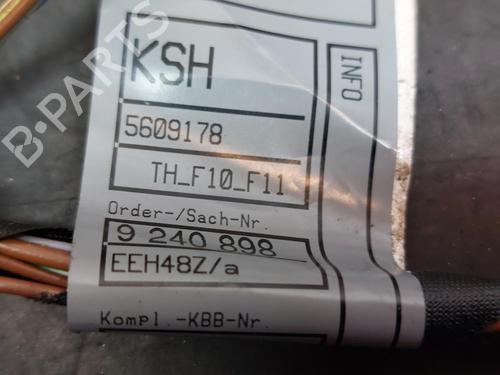 KSH
INFO
5609178
TH_F10_F11
Order-/Sach-Nr.
9 240 898
EEH48Z/a
Kompl.-KBB-Nr.
B-PARTS